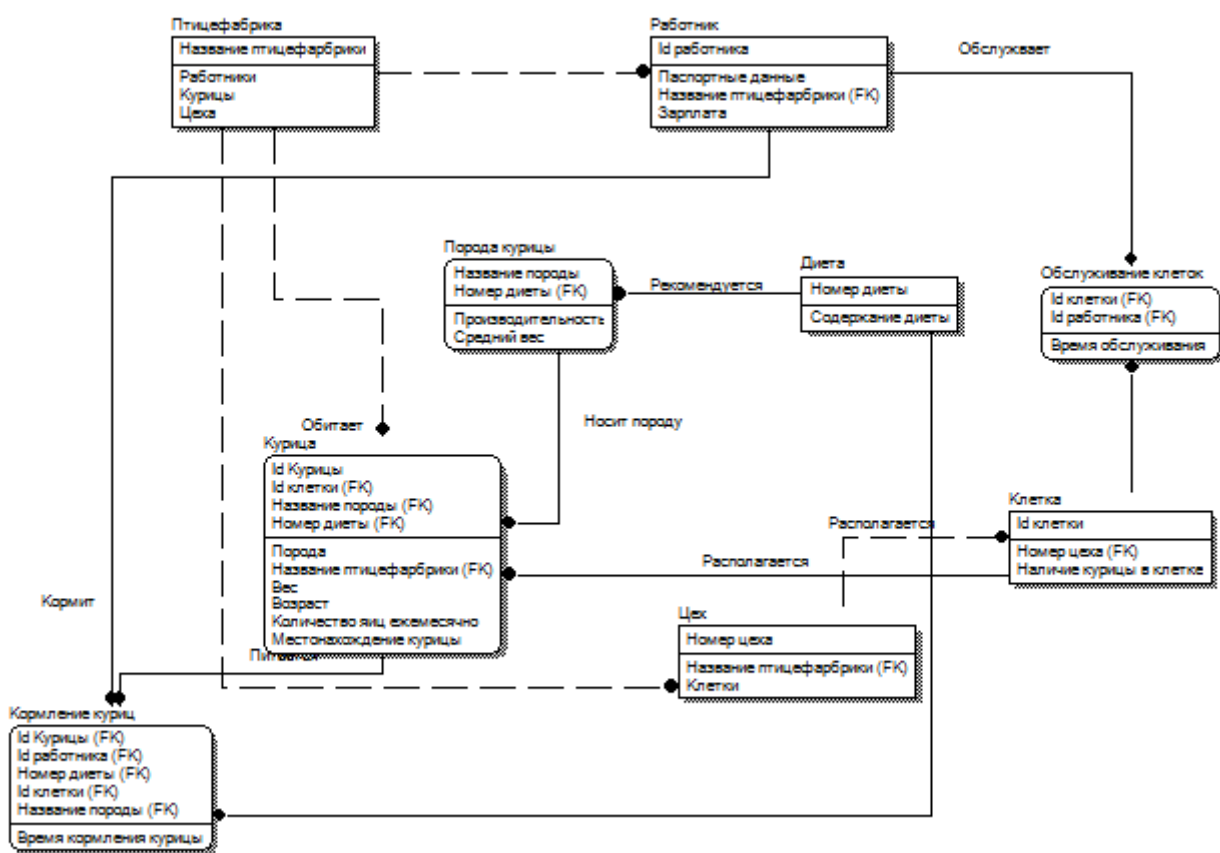 Птицефабрика
Название птицефарбрики
Работники
Курицы
Цеха
Работник
Id работника
Паспортные данные
Название птицефарбрики (FK)
Зарплата
Обслужвает
Порода курицы
Название породы
Номер диеты (FK)
Производительность
Средний вес
Рекомендуется
Диета
Номер диеты
Содержание диеты
Обслуживание клеток
Id клетки (FK)
Id работника (FK)
Время обслуживания
Обитает
Носит породу
Курица
Id Курицы
Id клетки (FK)
Название породы (FK)
Номер диеты (FK)
Порода
Название птицефарбрики (FK)
Вес
Возраст
Количество яиц ежемесячно
Местонахождение курицы
Располагается
Располагается
Клетка
Id клетки
Номер цеха (FK)
Наличие курицы в клетке
Кормит
Цех
Номер цеха
Название птицефарбрики (FK)
Клетки
Кормление куриц
Id Курицы (FK)
Id работника (FK)
Номер диеты (FK)
Id клетки (FK)
Название породы (FK)
Время кормления курицы